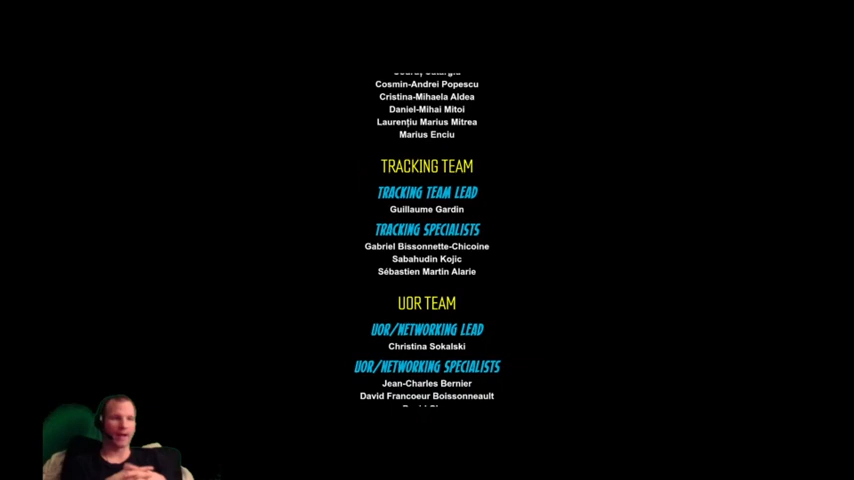 Cosmin-Andrei Popescu
Cristina-Mihaela Aldea
Daniel-Mihai Mitoi
Laurențiu Marius Mitrea
Marius Enciu
TRACKING TEAM
TRACKING TEAM LEAD
Guillaume Gardin
TRACKING SPECIALISTS
Gabriel Bissonnette-Chicoine
Sabahudin Kojic
Sébastien Martin Alarie
UOR TEAM
UOR/NETWORKING LEAD
Christina Sokalski
UOR/NETWORKING SPECIALISTS
Jean-Charles Bernier
David Francoeur Boissonneault